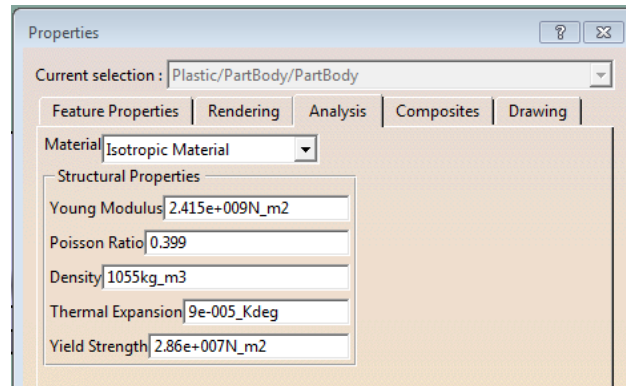 Properties
Current selection : Plastic/PartBody/PartBody
Feature Properties Rendering Analysis Composites Drawing
Material Isotropic Material
Structural Properties
Young Modulus 2.415e+009N_m2
Poisson Ratio 0.399
Density 1055kg_m3
Thermal Expansion 9e-005_Kdeg
Yield Strength 2.86e+007N_m2